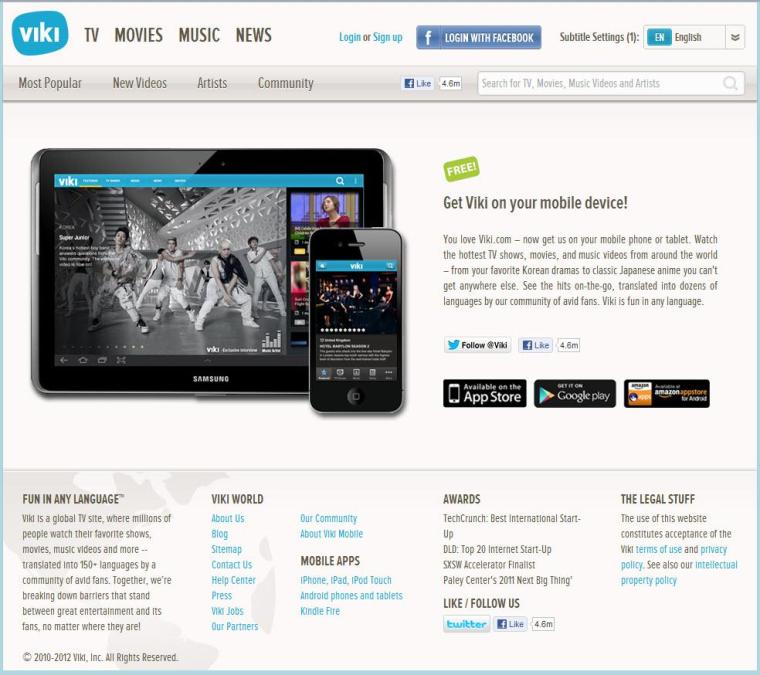 viki TV MOVIES MUSIC NEWS Login or Sign up f LOGIN WITH FACEBOOK Subtitle Settings (1): EN English
Most Popular New Videos Artists Community Like 4.6m Search for TV, Movies, Music Videos and Artists
viki
KOREA
Super Junior
viki
SAMSUNG
viki
United Kingdom
HOTEL BABYLON SEASON 2
FREE!
Get Viki on your mobile device!
You love Viki.com – now get us on your mobile phone or tablet. Watch
the hottest TV shows, movies, and music videos from around the world
– from your favorite Korean dramas to classic Japanese anime you can't
get anywhere else. See the hits on-the-go, translated into dozens of
languages by our community of avid fans. Viki is fun in any language.
Follow @Viki Like 4.6m
Available on the App Store
GET IT ON Google play
amazon apps Available at amazon appstore for Android
FUN IN ANY LANGUAGE™
Viki is a global TV site, where millions of
people watch their favorite shows,
movies, music videos and more --
translated into 150+ languages by a
community of avid fans. Together, we're
breaking down barriers that stand
between great entertainment and its
fans, no matter where they are!
VIKI WORLD
About Us
Blog
Sitemap
Contact Us
Help Center
Press
Viki Jobs
Our Partners
Our Community
About Viki Mobile
MOBILE APPS
iPhone, iPad, iPod Touch
Android phones and tablets
Kindle Fire
AWARDS
TechCrunch: Best International Start-
Up
DLD: Top 20 Internet Start-Up
SXSW Accelerator Finalist
Paley Center's 2011 Next Big Thing'
LIKE / FOLLOW US
twitter Like 4.6m
THE LEGAL STUFF
The use of this website
constitutes acceptance of the
Viki terms of use and privacy
policy. See also our intellectual
property policy
© 2010-2012 Viki, Inc. All Rights Reserved.